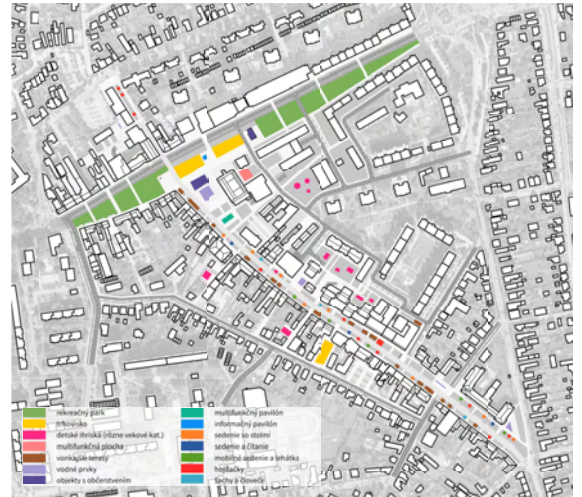 rekreačný park
trhovisko
detské ihriská (rôzne vekové kat.)
multifunkčná plocha
vonkajšie terasy
vodné prvky
objekty s občerstvením
multifunkčný pavilón
informačný pavilón
sedenie so stolmi
sedenie a čítanie
mobilné sedenie a lehátka
hojdačky
šachy a človeče